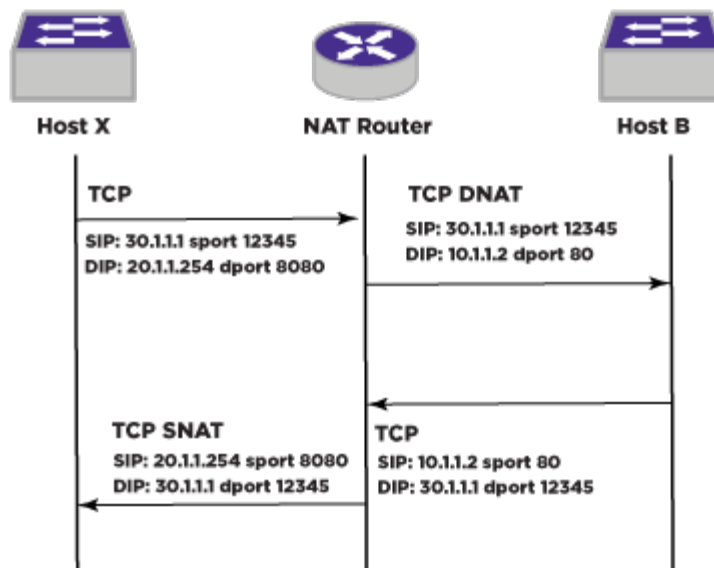 Host X
NAT Router
Host B
TCP
SIP: 30.1.1.1 sport 12345
DIP: 20.1.1.254 dport 8080
TCP DNAT
SIP: 30.1.1.1 sport 12345
DIP: 10.1.1.2 dport 80
TCP SNAT
SIP: 20.1.1.254 sport 8080
DIP: 30.1.1.1 dport 12345
TCP
SIP: 10.1.1.2 sport 80
DIP: 30.1.1.1 dport 12345